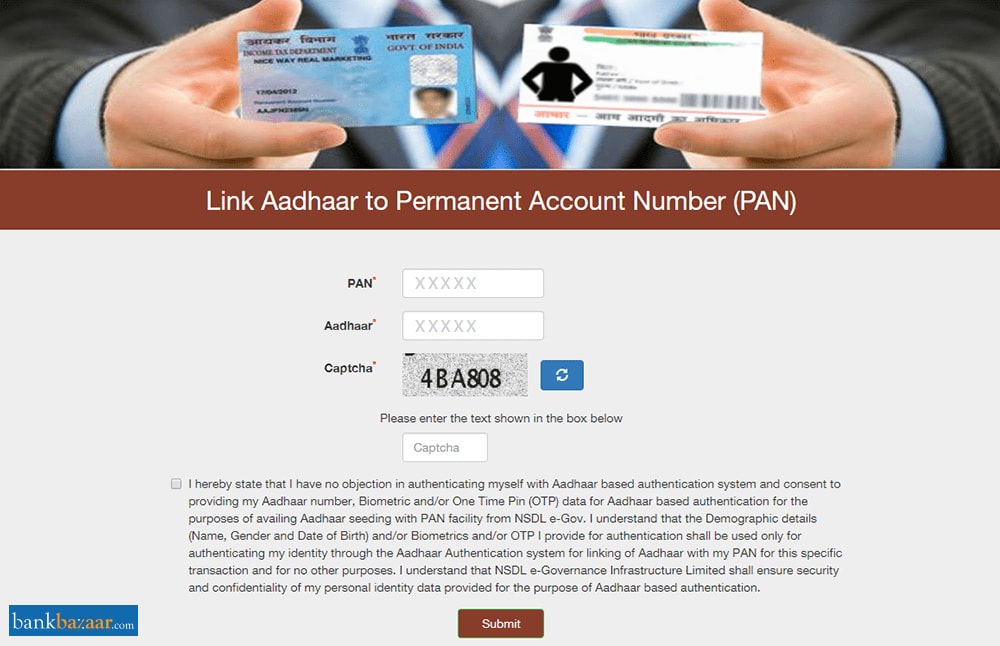 आयकर विभाग
INCOME TAX DEPARTMENT
NICE WAY REAL MARKETING
भारत सरकार
GOVT. OF INDIA
17/04/2012
Permanent Account Number
भारत सरकार
आधार — आम आदमी का अधिकार
Link Aadhaar to Permanent Account Number (PAN)
PAN*
XXXXX
Aadhaar*
XXXXX
Captcha*
4BA808
Please enter the text shown in the box below
Captcha
I hereby state that I have no objection in authenticating myself with Aadhaar based authentication system and consent to
providing my Aadhaar number, Biometric and/or One Time Pin (OTP) data for Aadhaar based authentication for the
purposes of availing Aadhaar seeding with PAN facility from NSDL e-Gov. I understand that the Demographic details
(Name, Gender and Date of Birth) and/or Biometrics and/or OTP I provide for authentication shall be used only for
authenticating my identity through the Aadhaar Authentication system for linking of Aadhaar with my PAN for this specific
transaction and for no other purposes. I understand that NSDL e-Governance Infrastructure Limited shall ensure security
and confidentiality of my personal identity data provided for the purpose of Aadhaar based authentication.
Submit
bankbazaar.com